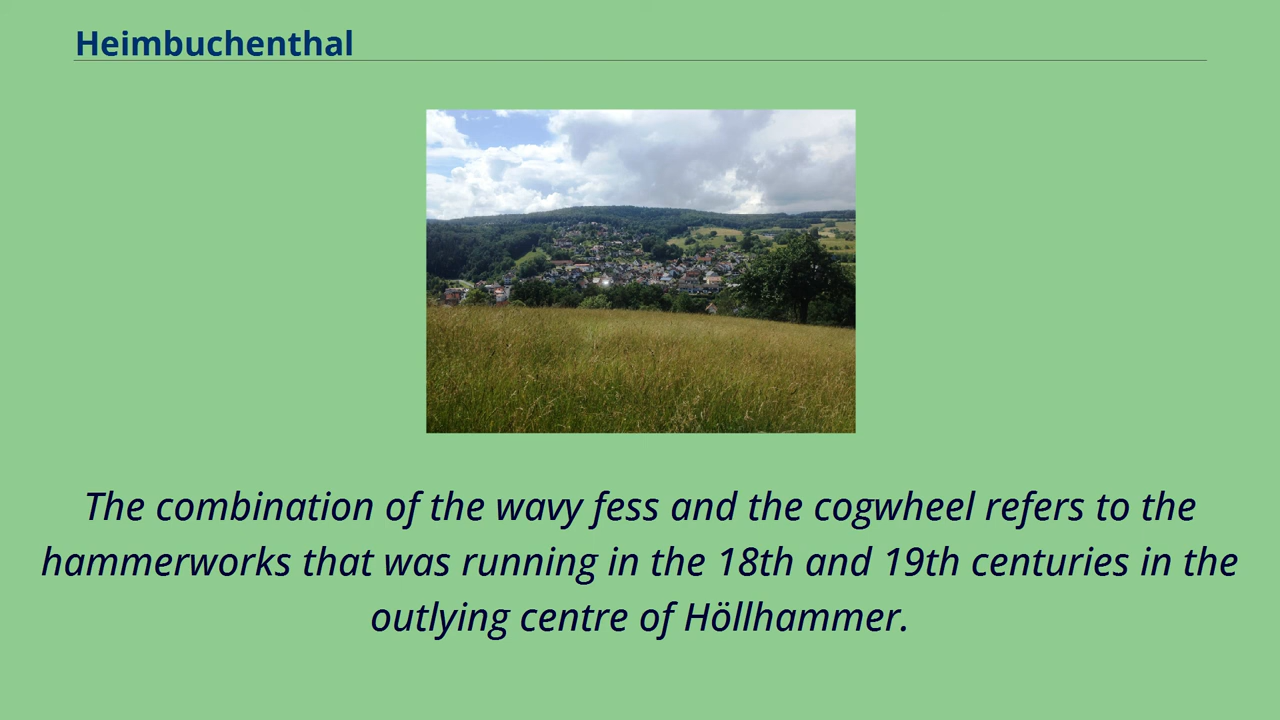 Heimbuchenthal
The combination of the wavy fess and the cogwheel refers to the
hammerworks that was running in the 18th and 19th centuries in the
outlying centre of Höllhammer.